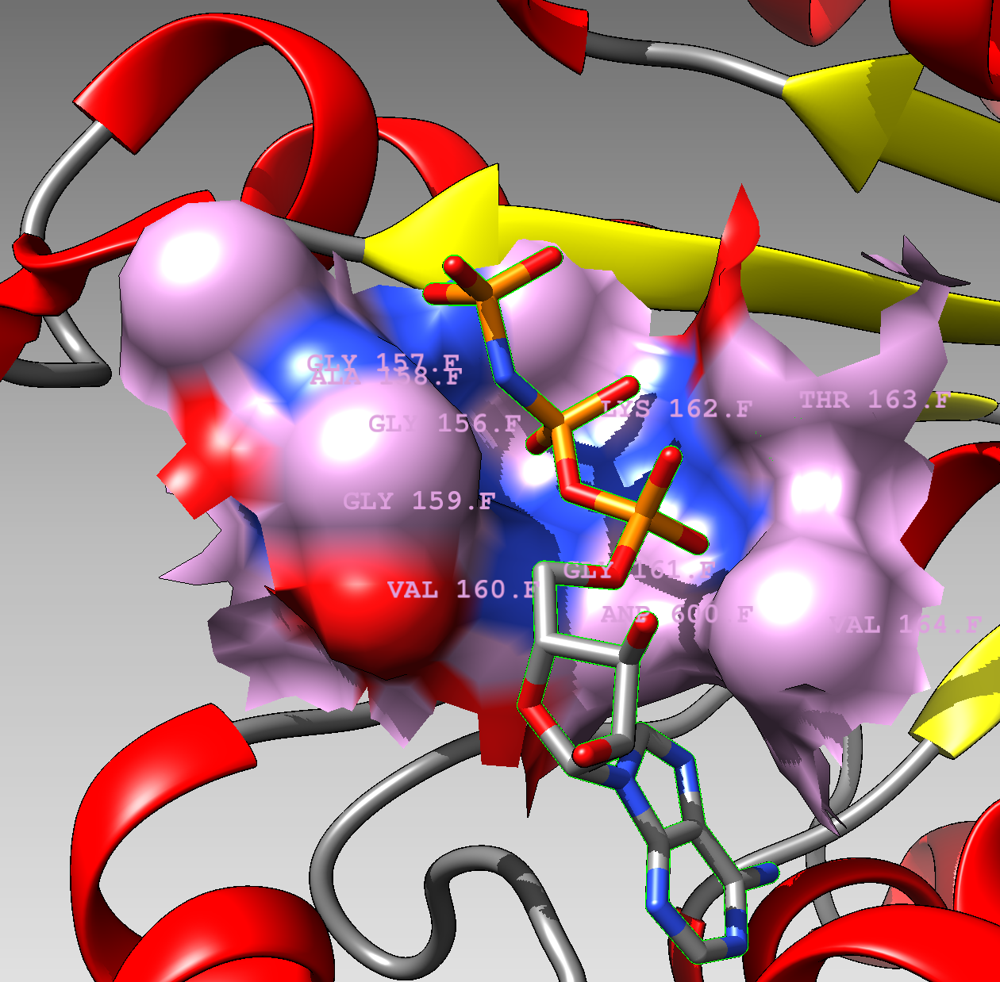 GLY 157.F
ALA 158.F
LYS 162.F
THR 163.F
GLY 156.F
GLY 159.F
GLY 161.F
VAL 160.F
ANP 600.F
VAL 164.F